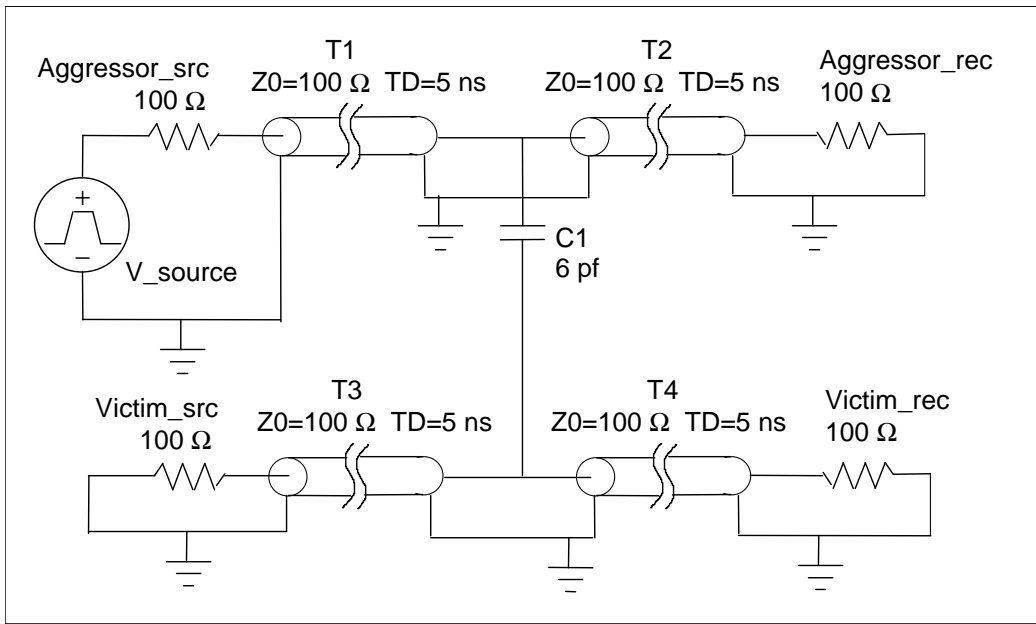 T1
Z0=100 Ω TD=5 ns
T2
Z0=100 Ω TD=5 ns
Aggressor_src
100 Ω
Aggressor_rec
100 Ω
+
−
V_source
C1
6 pf
T3
Z0=100 Ω TD=5 ns
T4
Z0=100 Ω TD=5 ns
Victim_src
100 Ω
Victim_rec
100 Ω